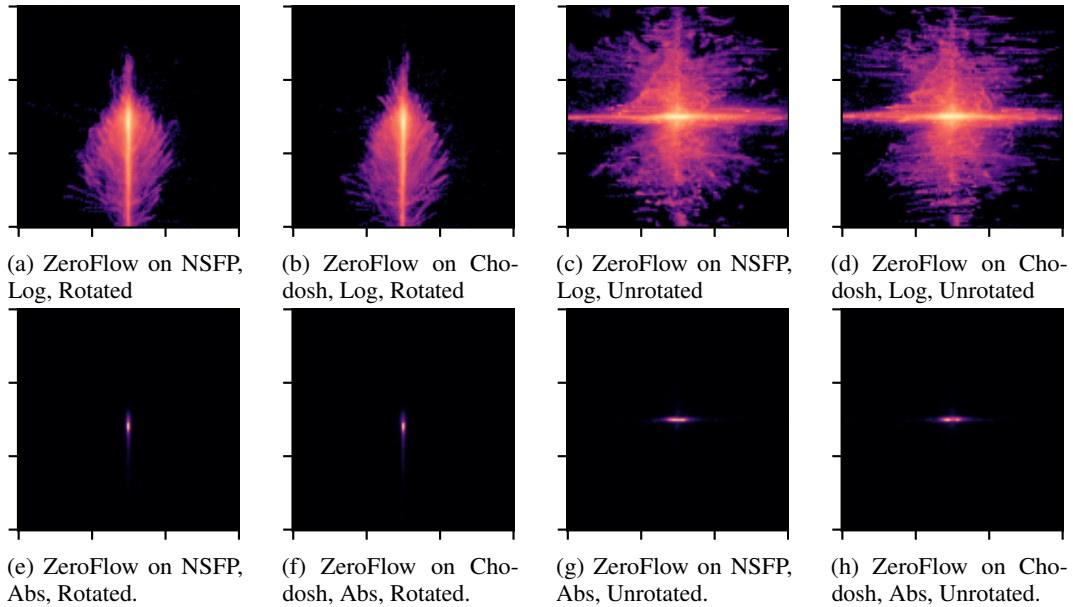 (a) ZeroFlow on NSFP,
Log, Rotated
(b) ZeroFlow on Cho-
dosh, Log, Rotated
(c) ZeroFlow on NSFP,
Log, Unrotated
(d) ZeroFlow on Cho-
dosh, Log, Unrotated
(e) ZeroFlow on NSFP,
Abs, Rotated.
(f) ZeroFlow on Cho-
dosh, Abs, Rotated.
(g) ZeroFlow on NSFP,
Abs, Unrotated.
(h) ZeroFlow on Cho-
dosh, Abs, Unrotated.